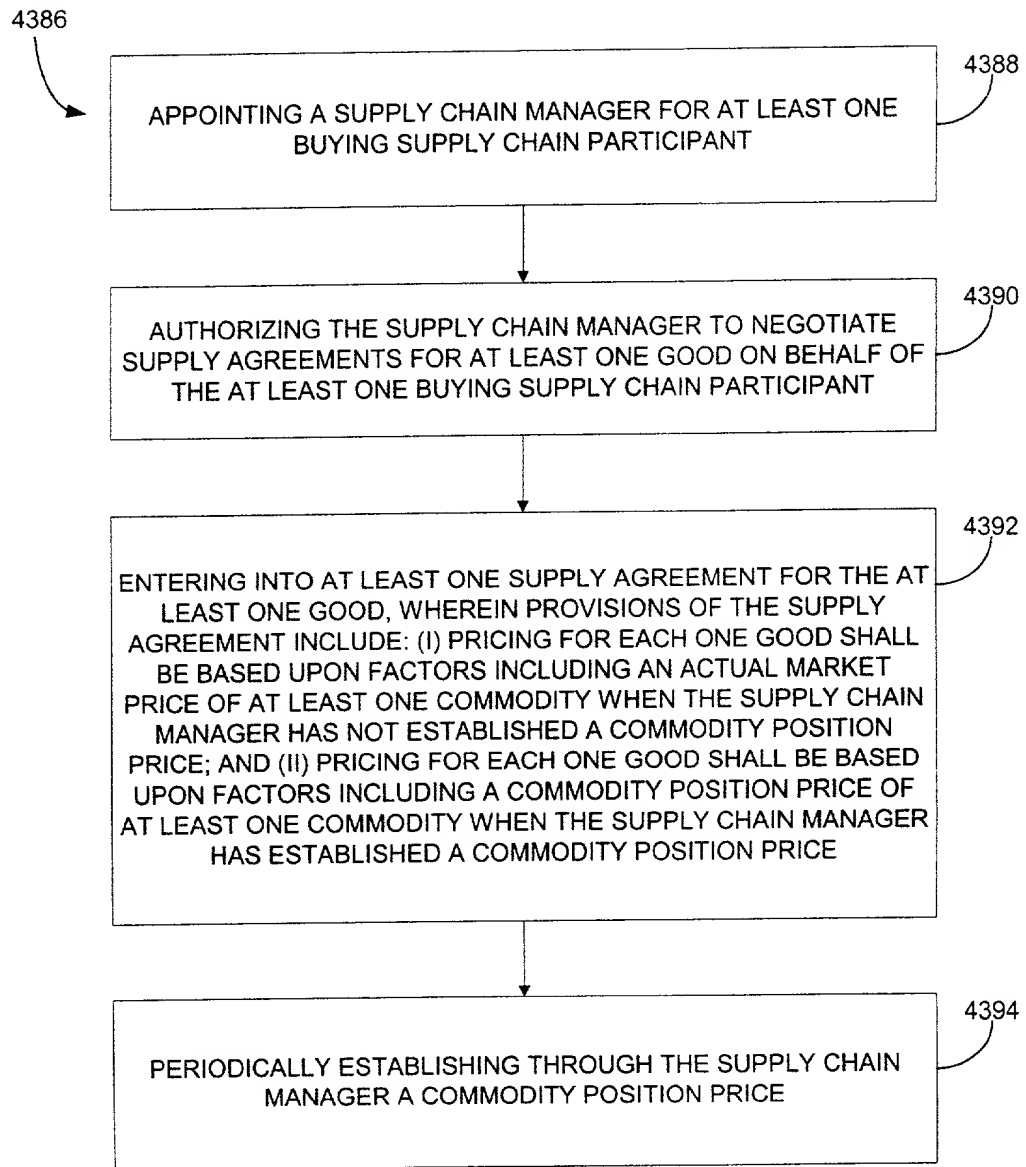 4386
4388
APPOINTING A SUPPLY CHAIN MANAGER FOR AT LEAST ONE
BUYING SUPPLY CHAIN PARTICIPANT
4390
AUTHORIZING THE SUPPLY CHAIN MANAGER TO NEGOTIATE
SUPPLY AGREEMENTS FOR AT LEAST ONE GOOD ON BEHALF OF
THE AT LEAST ONE BUYING SUPPLY CHAIN PARTICIPANT
4392
ENTERING INTO AT LEAST ONE SUPPLY AGREEMENT FOR THE AT
LEAST ONE GOOD, WHEREIN PROVISIONS OF THE SUPPLY
AGREEMENT INCLUDE: (I) PRICING FOR EACH ONE GOOD SHALL
BE BASED UPON FACTORS INCLUDING AN ACTUAL MARKET
PRICE OF AT LEAST ONE COMMODITY WHEN THE SUPPLY CHAIN
MANAGER HAS NOT ESTABLISHED A COMMODITY POSITION
PRICE; AND (II) PRICING FOR EACH ONE GOOD SHALL BE BASED
UPON FACTORS INCLUDING A COMMODITY POSITION PRICE OF
AT LEAST ONE COMMODITY WHEN THE SUPPLY CHAIN MANAGER
HAS ESTABLISHED A COMMODITY POSITION PRICE
4394
PERIODICALLY ESTABLISHING THROUGH THE SUPPLY CHAIN
MANAGER A COMMODITY POSITION PRICE